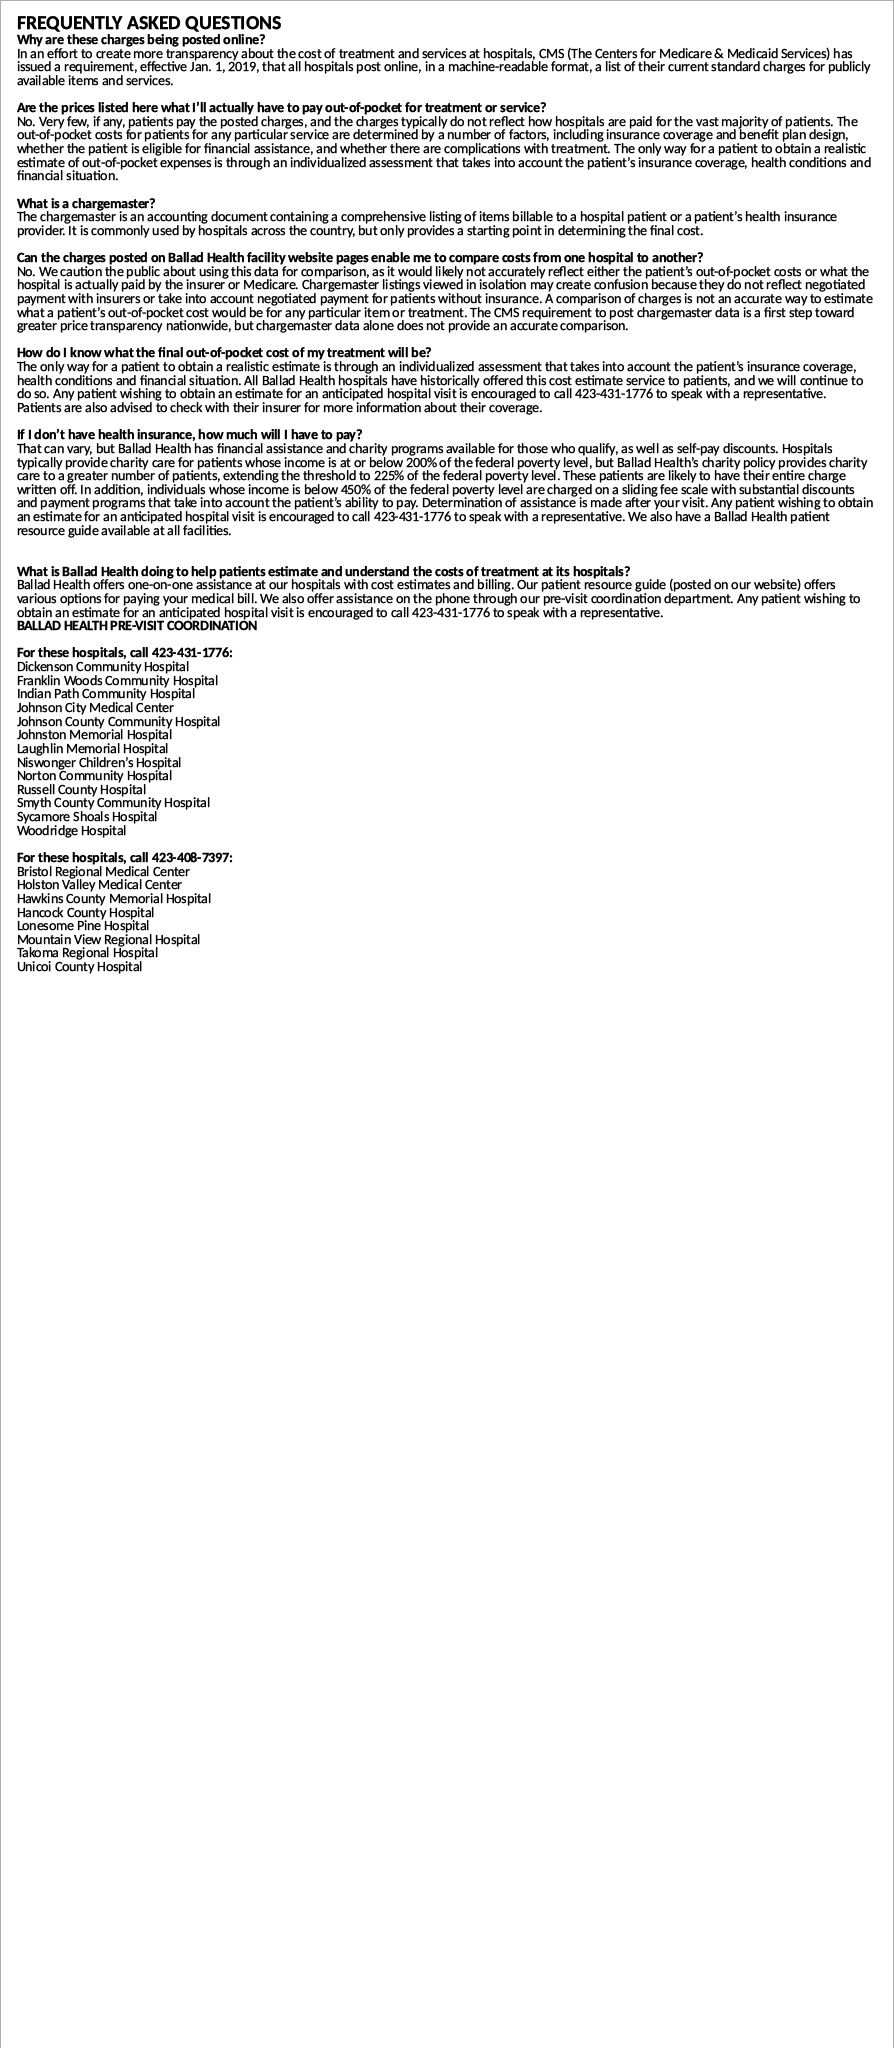 FREQUENTLY ASKED QUESTIONS
Why are these charges being posted online?
In an effort to create more transparency about the cost of treatment and services at hospitals, CMS (The Centers for Medicare & Medicaid Services) has
issued a requirement, effective Jan. 1, 2019, that all hospitals post online, in a machine-readable format, a list of their current standard charges for publicly
available items and services.
Are the prices listed here what I’ll actually have to pay out-of-pocket for treatment or service?
No. Very few, if any, patients pay the posted charges, and the charges typically do not reflect how hospitals are paid for the vast majority of patients. The
out-of-pocket costs for patients for any particular service are determined by a number of factors, including insurance coverage and benefit plan design,
whether the patient is eligible for financial assistance, and whether there are complications with treatment. The only way for a patient to obtain a realistic
estimate of out-of-pocket expenses is through an individualized assessment that takes into account the patient’s insurance coverage, health conditions and
financial situation.
What is a chargemaster?
The chargemaster is an accounting document containing a comprehensive listing of items billable to a hospital patient or a patient’s health insurance
provider. It is commonly used by hospitals across the country, but only provides a starting point in determining the final cost.
Can the charges posted on Ballad Health facility website pages enable me to compare costs from one hospital to another?
No. We caution the public about using this data for comparison, as it would likely not accurately reflect either the patient’s out-of-pocket costs or what the
hospital is actually paid by the insurer or Medicare. Chargemaster listings viewed in isolation may create confusion because they do not reflect negotiated
payment with insurers or take into account negotiated payment for patients without insurance. A comparison of charges is not an accurate way to estimate
what a patient’s out-of-pocket cost would be for any particular item or treatment. The CMS requirement to post chargemaster data is a first step toward
greater price transparency nationwide, but chargemaster data alone does not provide an accurate comparison.
How do I know what the final out-of-pocket cost of my treatment will be?
The only way for a patient to obtain a realistic estimate is through an individualized assessment that takes into account the patient’s insurance coverage,
health conditions and financial situation. All Ballad Health hospitals have historically offered this cost estimate service to patients, and we will continue to
do so. Any patient wishing to obtain an estimate for an anticipated hospital visit is encouraged to call 423-431-1776 to speak with a representative.
Patients are also advised to check with their insurer for more information about their coverage.
If I don’t have health insurance, how much will I have to pay?
That can vary, but Ballad Health has financial assistance and charity programs available for those who qualify, as well as self-pay discounts. Hospitals
typically provide charity care for patients whose income is at or below 200% of the federal poverty level, but Ballad Health’s charity policy provides charity
care to a greater number of patients, extending the threshold to 225% of the federal poverty level. These patients are likely to have their entire charge
written off. In addition, individuals whose income is below 450% of the federal poverty level are charged on a sliding fee scale with substantial discounts
and payment programs that take into account the patient’s ability to pay. Determination of assistance is made after your visit. Any patient wishing to obtain
an estimate for an anticipated hospital visit is encouraged to call 423-431-1776 to speak with a representative. We also have a Ballad Health patient
resource guide available at all facilities.
What is Ballad Health doing to help patients estimate and understand the costs of treatment at its hospitals?
Ballad Health offers one-on-one assistance at our hospitals with cost estimates and billing. Our patient resource guide (posted on our website) offers
various options for paying your medical bill. We also offer assistance on the phone through our pre-visit coordination department. Any patient wishing to
obtain an estimate for an anticipated hospital visit is encouraged to call 423-431-1776 to speak with a representative.
BALLAD HEALTH PRE-VISIT COORDINATION
For these hospitals, call 423-431-1776:
Dickenson Community Hospital
Franklin Woods Community Hospital
Indian Path Community Hospital
Johnson City Medical Center
Johnson County Community Hospital
Johnston Memorial Hospital
Laughlin Memorial Hospital
Niswonger Children’s Hospital
Norton Community Hospital
Russell County Hospital
Smyth County Community Hospital
Sycamore Shoals Hospital
Woodridge Hospital
For these hospitals, call 423-408-7397:
Bristol Regional Medical Center
Holston Valley Medical Center
Hawkins County Memorial Hospital
Hancock County Hospital
Lonesome Pine Hospital
Mountain View Regional Hospital
Takoma Regional Hospital
Unicoi County Hospital